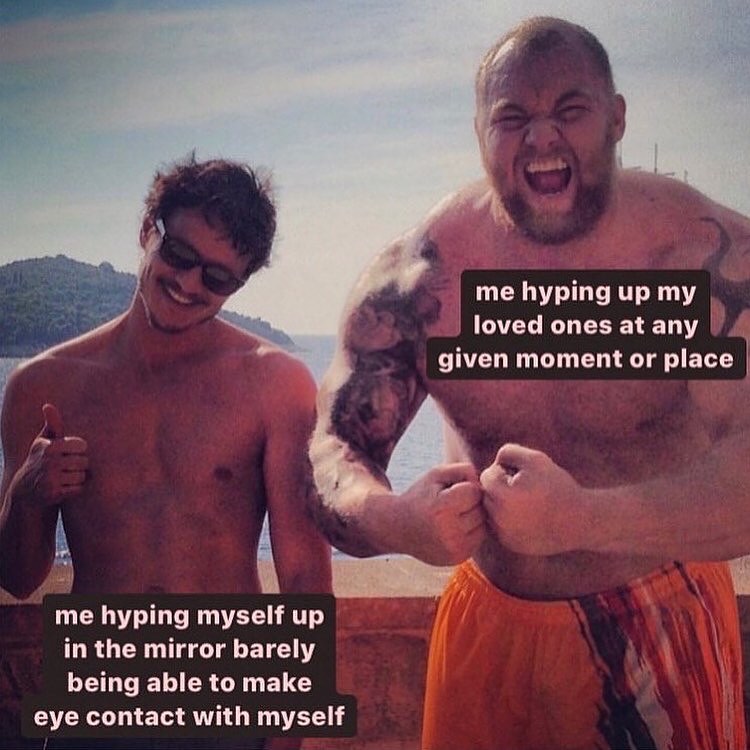 me hyping up my
loved ones at any
given moment or place
me hyping myself up
in the mirror barely
being able to make
eye contact with myself